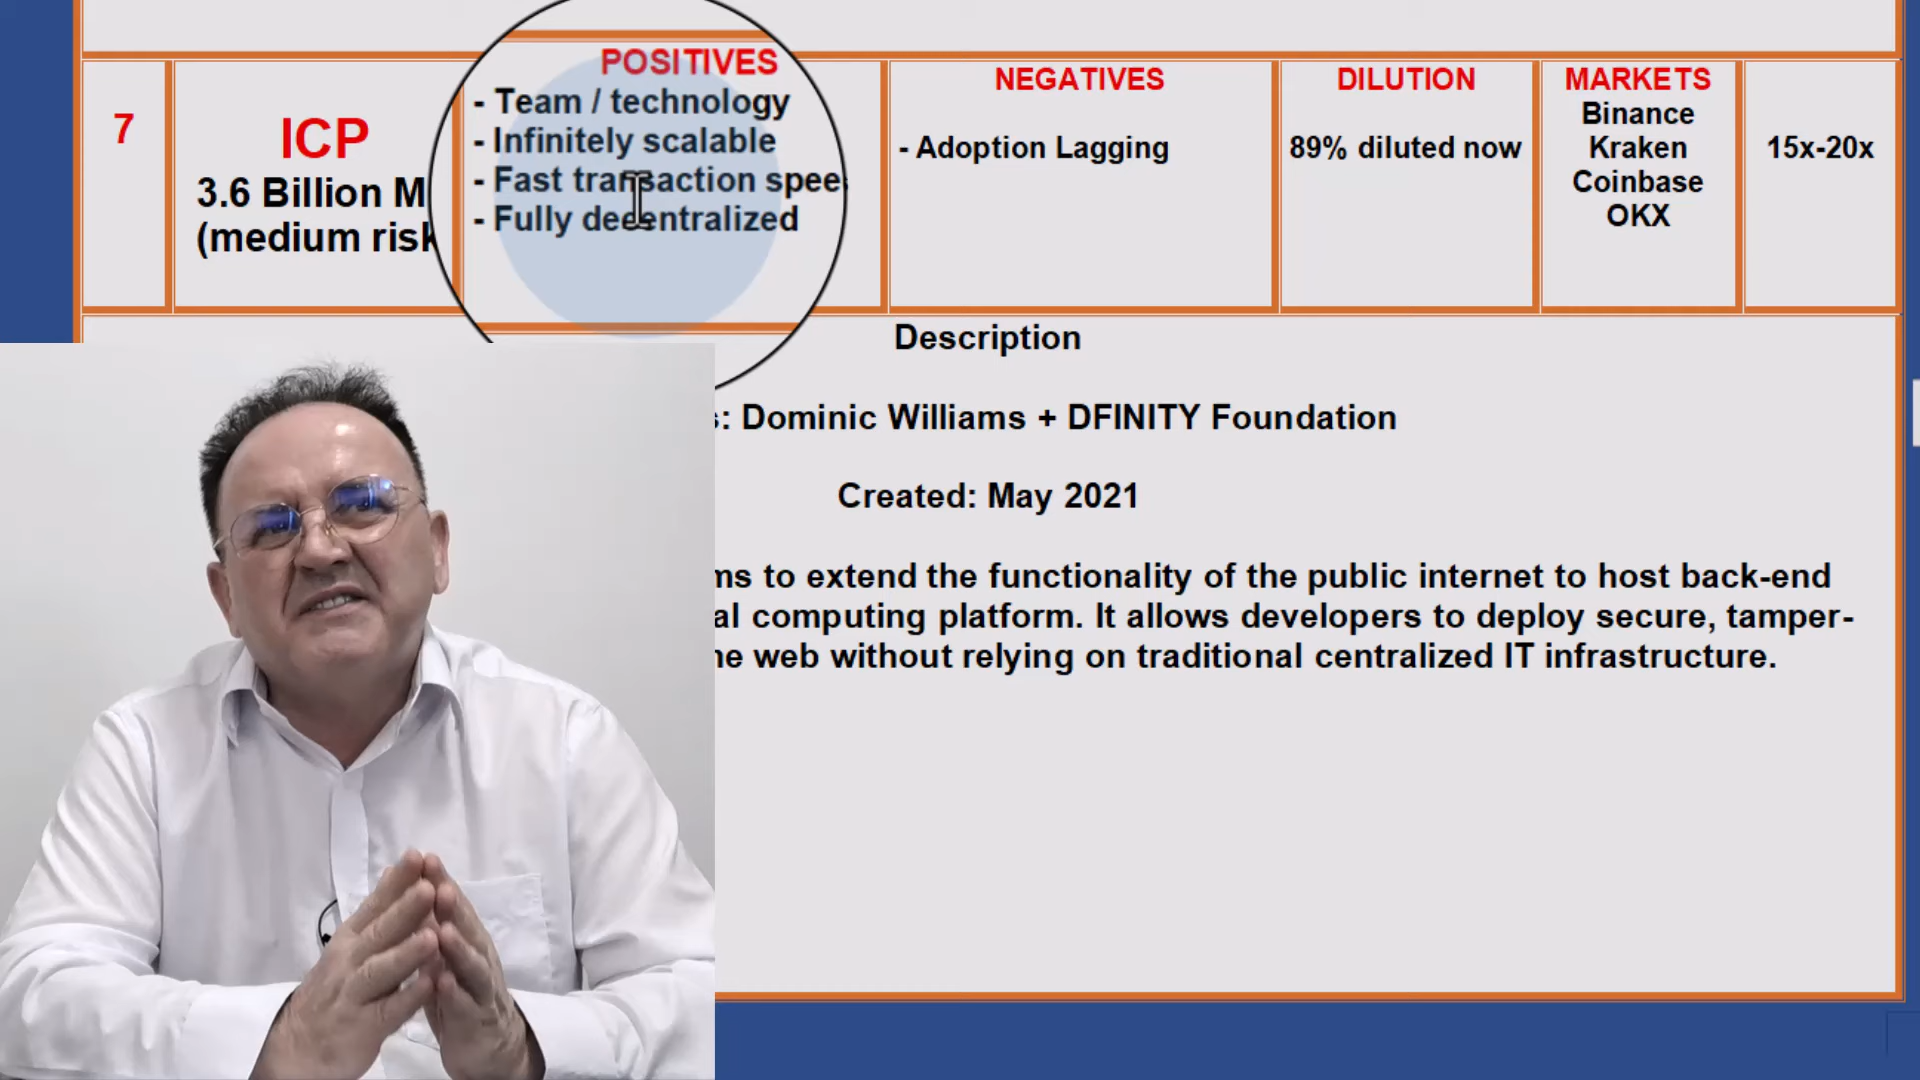 7
ICP
3.6 Billion M
(medium risk
POSITIVES
- Team / technology
- Infinitely scalable
- Fast transaction spee
- Fully decentralized
NEGATIVES
- Adoption Lagging
DILUTION
89% diluted now
MARKETS
Binance
Kraken
Coinbase
OKX
15x-20x
Description
s: Dominic Williams + DFINITY Foundation
Created: May 2021
ms to extend the functionality of the public internet to host back-end
al computing platform. It allows developers to deploy secure, tamper-
he web without relying on traditional centralized IT infrastructure.